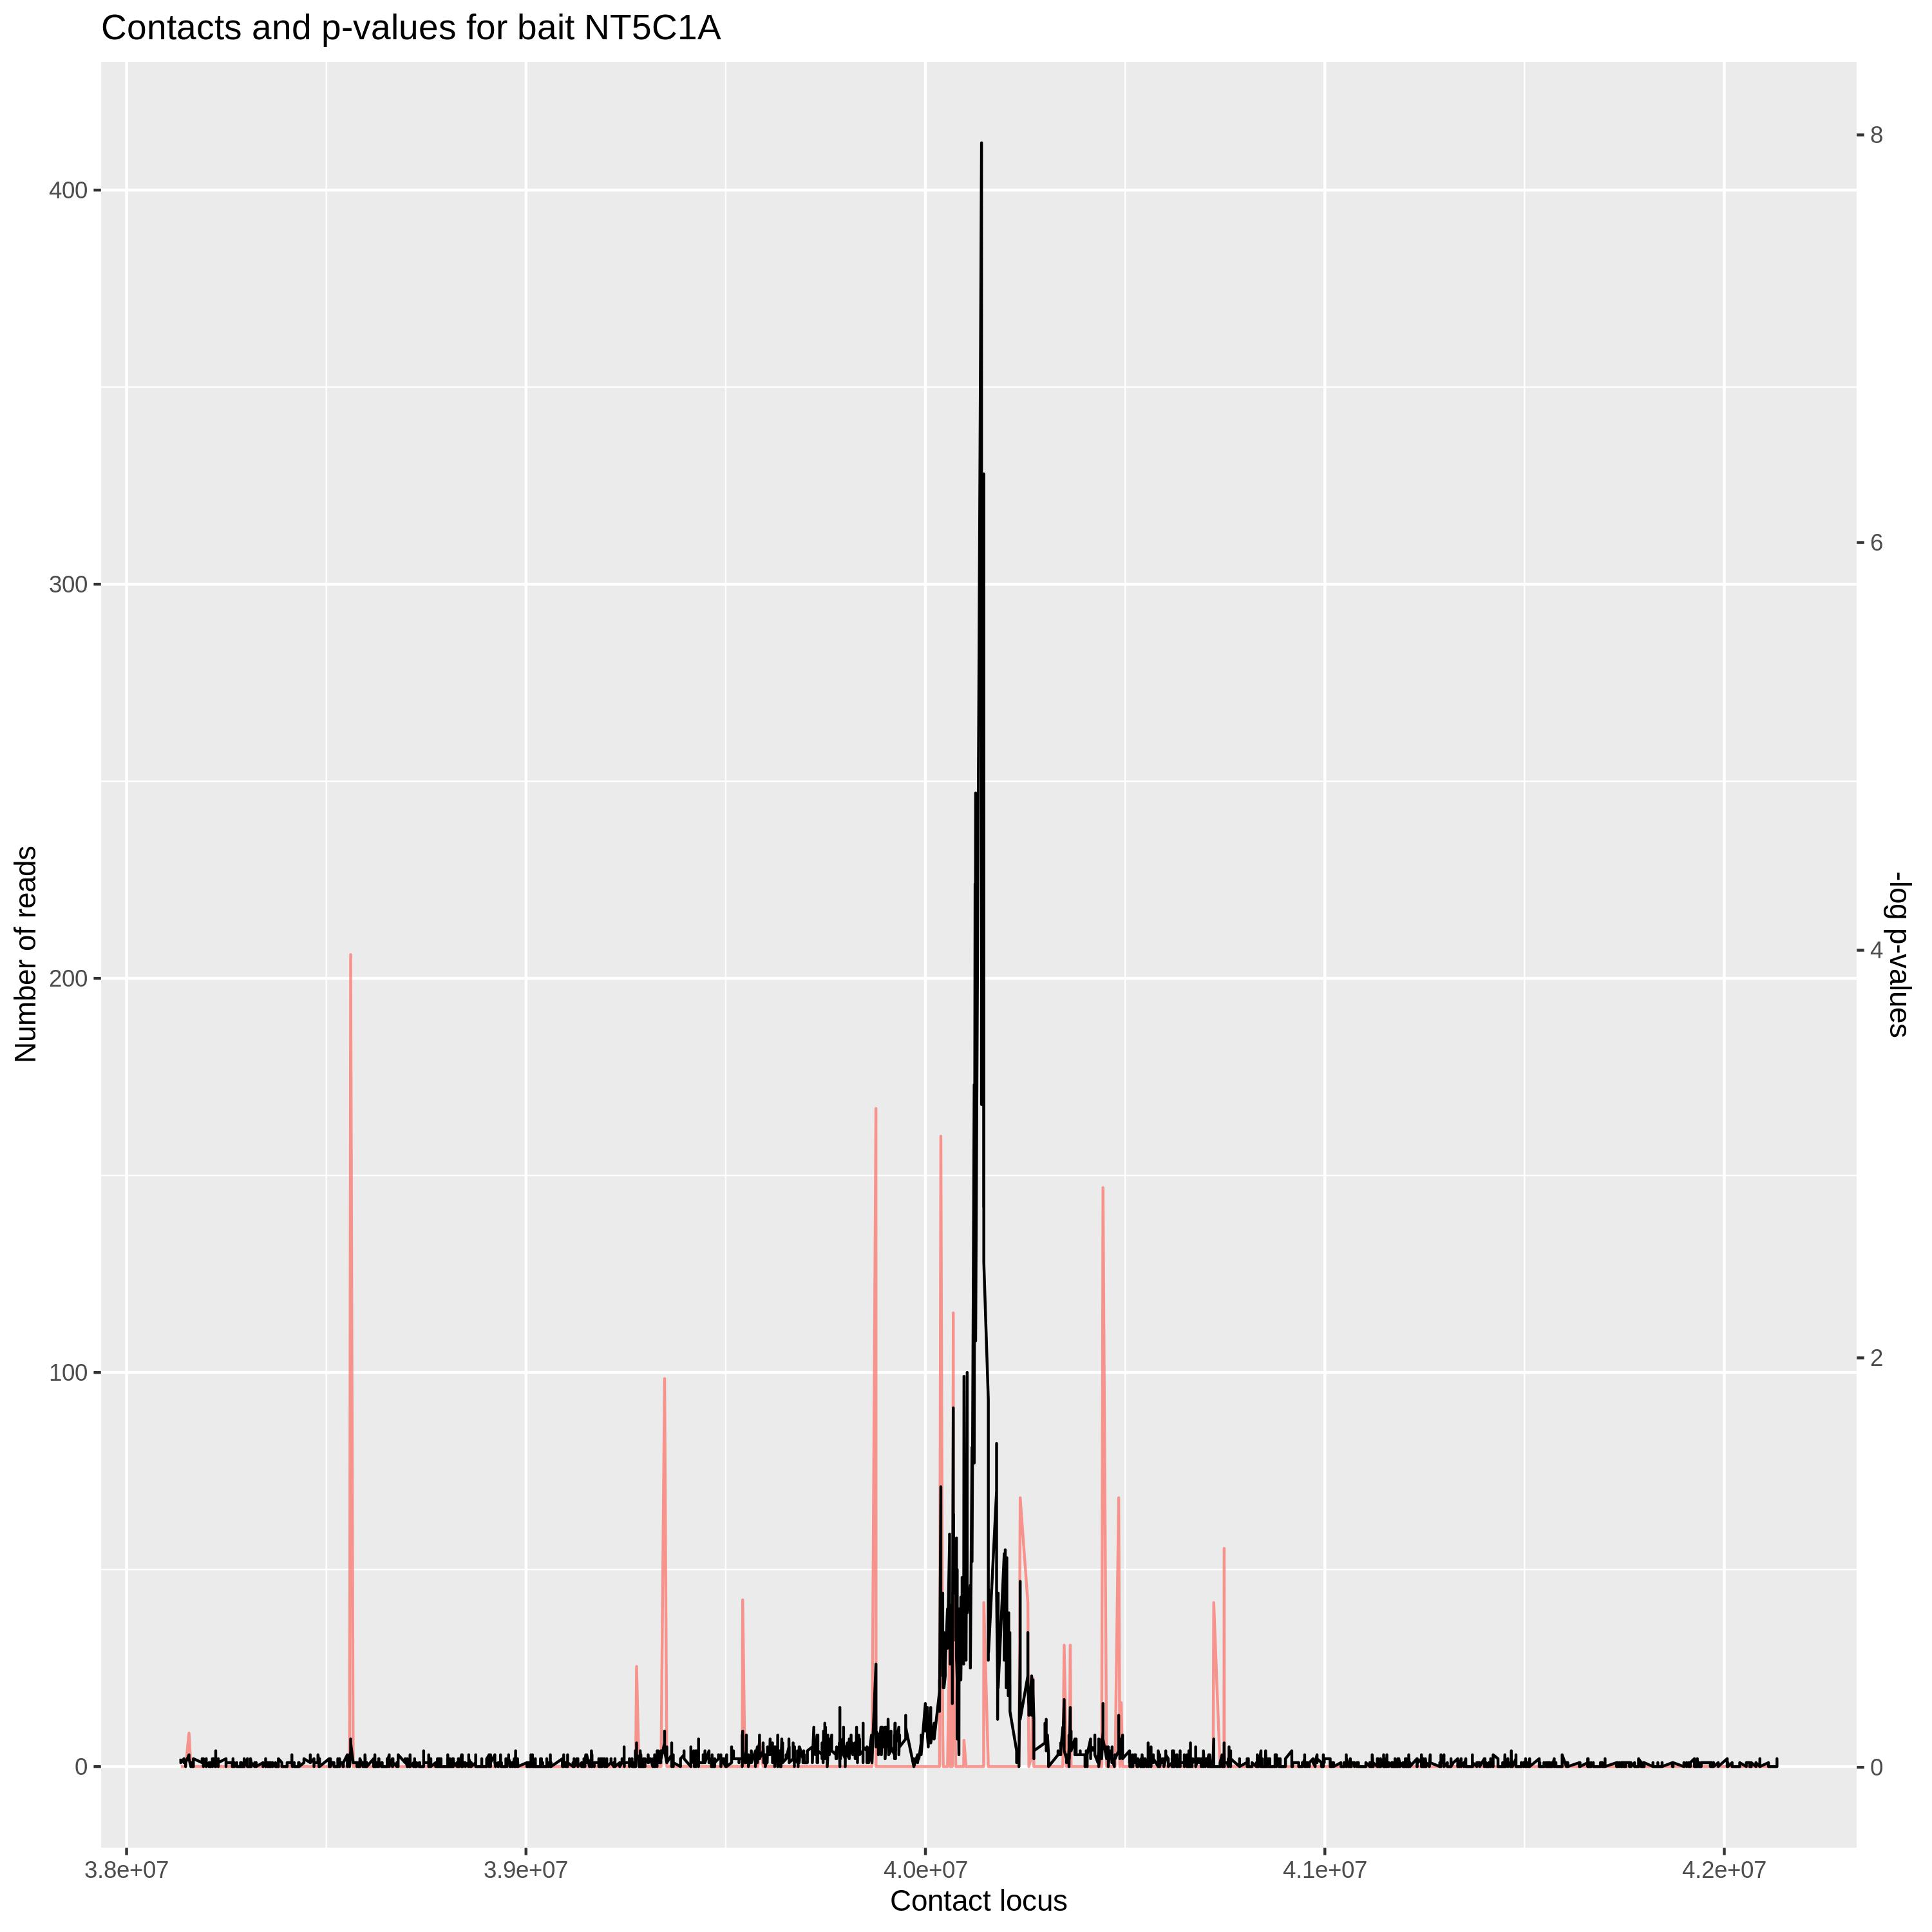 Contacts and p-values for bait NT5C1A
400
300
200
100
0
8
6
4
2
0
Number of reads
-log p-values
3.8e+07
3.9e+07
4.0e+07
4.1e+07
4.2e+07
Contact locus